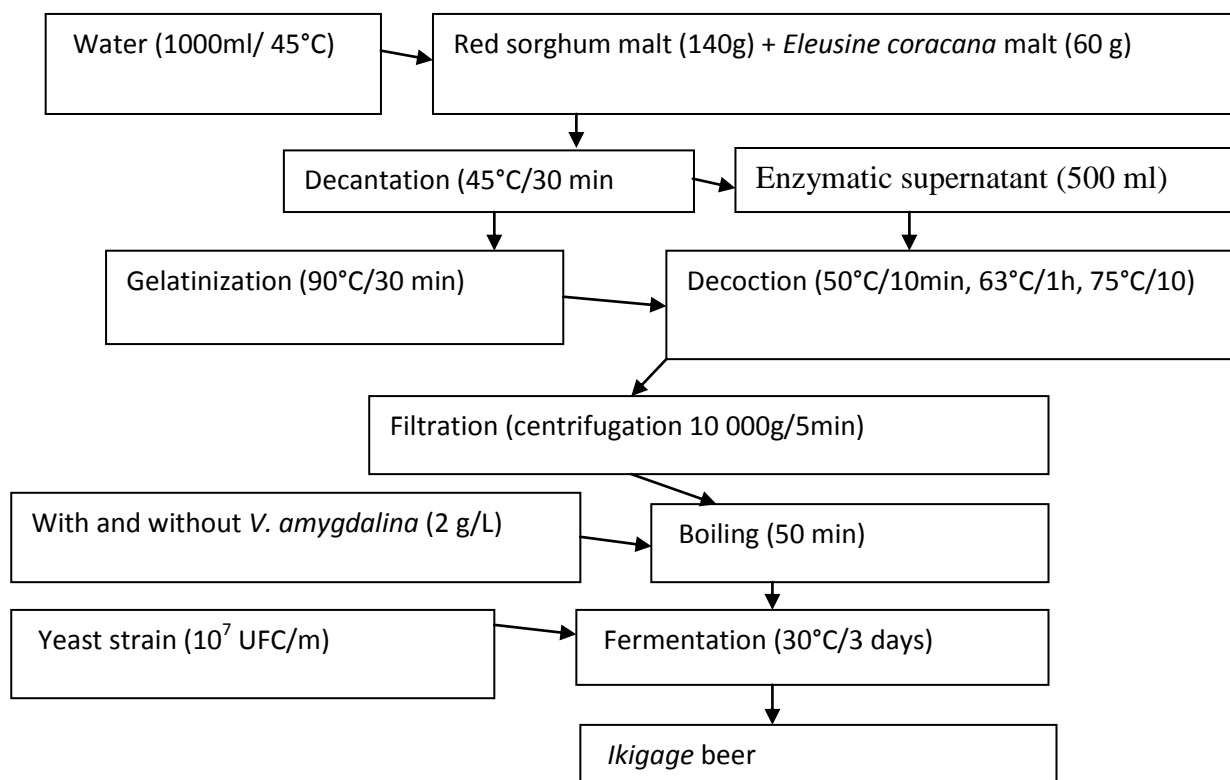 Water (1000ml/ 45°C)
Red sorghum malt (140g) + Eleusine coracana malt (60 g)
Decantation (45°C/30 min
Enzymatic supernatant (500 ml)
Gelatinization (90°C/30 min)
Decoction (50°C/10min, 63°C/1h, 75°C/10)
Filtration (centrifugation 10 000g/5min)
With and without V. amygdalina (2 g/L)
Boiling (50 min)
Yeast strain (10⁷ UFC/m)
Fermentation (30°C/3 days)
Ikigage beer